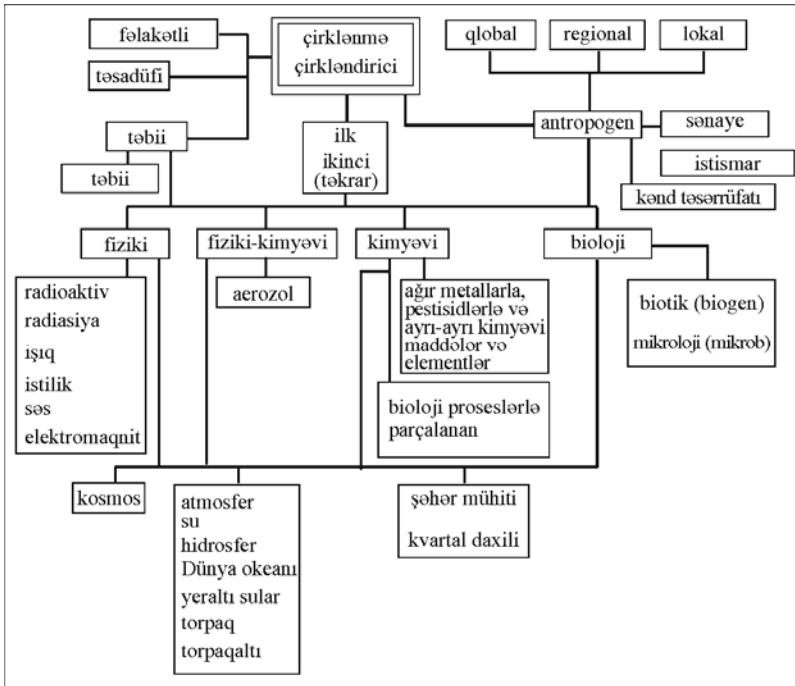 fəlakətli
təsadüfi
çirklənmə
çirkləndirici
qlobal
regional
lokal
təbii
təbii
ilk
ikinci
(təkrar)
antropogen
sənaye
istismar
kənd təsərrüfatı
fiziki
fiziki-kimyəvi
kimyəvi
bioloji
radioaktiv
radiasiya
işıq
istilik
səs
elektromaqnit
aerozol
ağır metallarla,
pestisidlərlə və
ayrı-ayrı kimyəvi
maddələr və
elementlər
bioloji proseslərlə
parçalanan
biotik (biogen)
mikroloji (mikrob)
kosmos
atmosfer
su
hidrosfer
Dünya okeanı
yeraltı sular
torpaq
torpaqaltı
şəhər mühiti
kvartal daxili